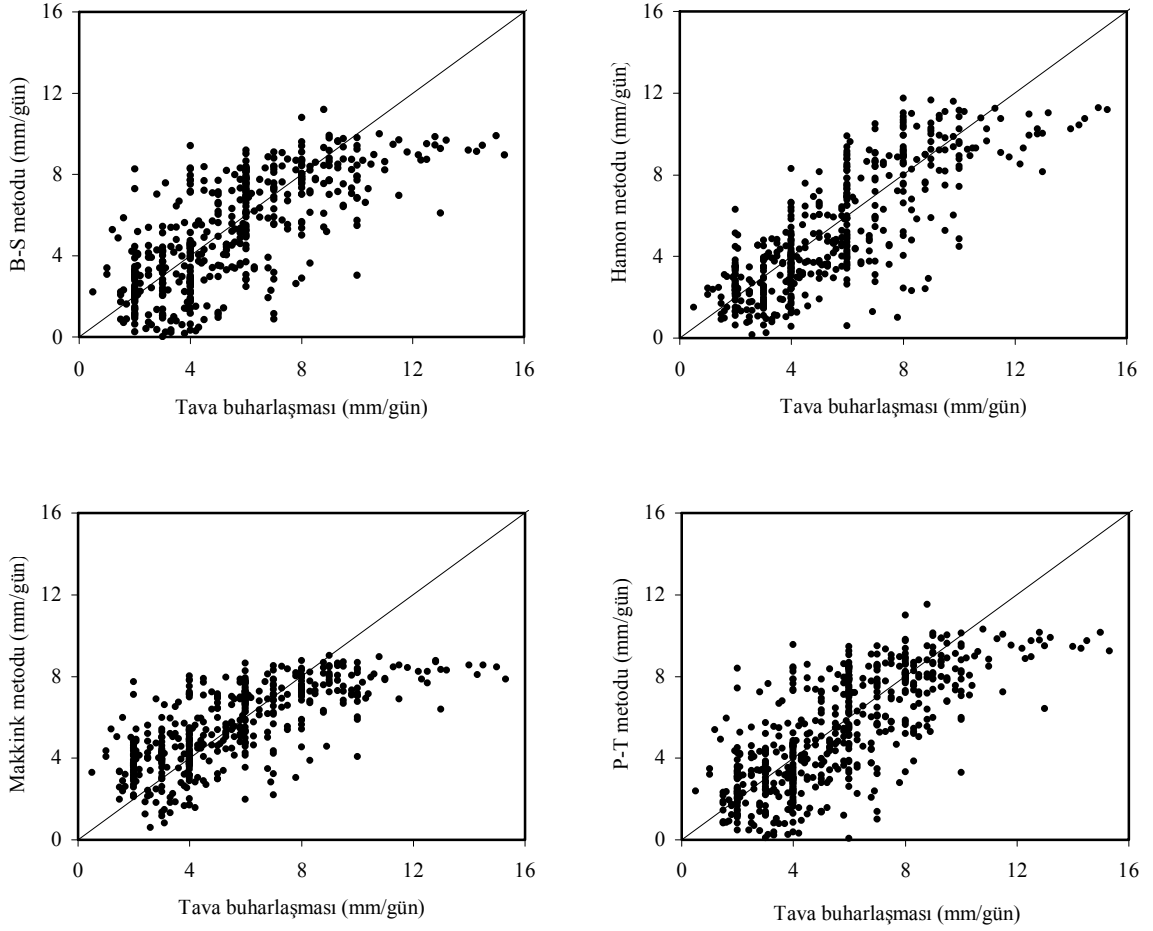 16
12
8
4
0
B-S metodu (mm/gün)
0 4 8 12 16
Tava buharlaşması (mm/gün)
16
12
8
4
0
Hamon metodu (mm/gün)
0 4 8 12 16
Tava buharlaşması (mm/gün)
16
12
8
4
0
Makkink metodu (mm/gün)
0 4 8 12 16
Tava buharlaşması (mm/gün)
16
12
8
4
0
P-T metodu (mm/gün)
0 4 8 12 16
Tava buharlaşması (mm/gün)